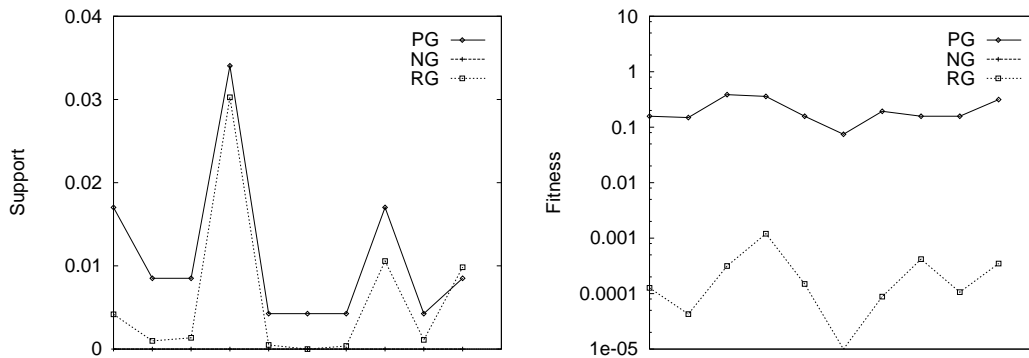 0.04
0.03
0.02
0.01
0
Support
PG
NG
RG
10
1
0.1
0.01
0.001
0.0001
1e-05
Fitness
PG
NG
RG